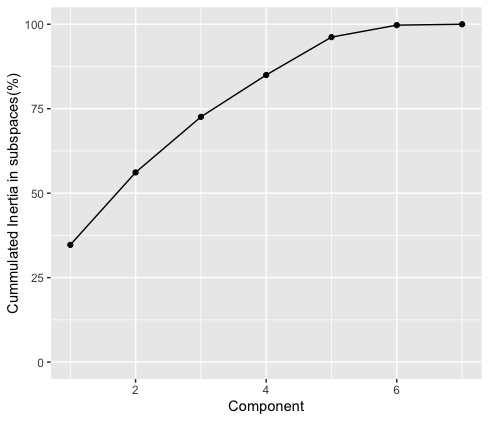 Cummulated Inertia in subspaces(%)
100
75
50
25
0
2 4 6
Component